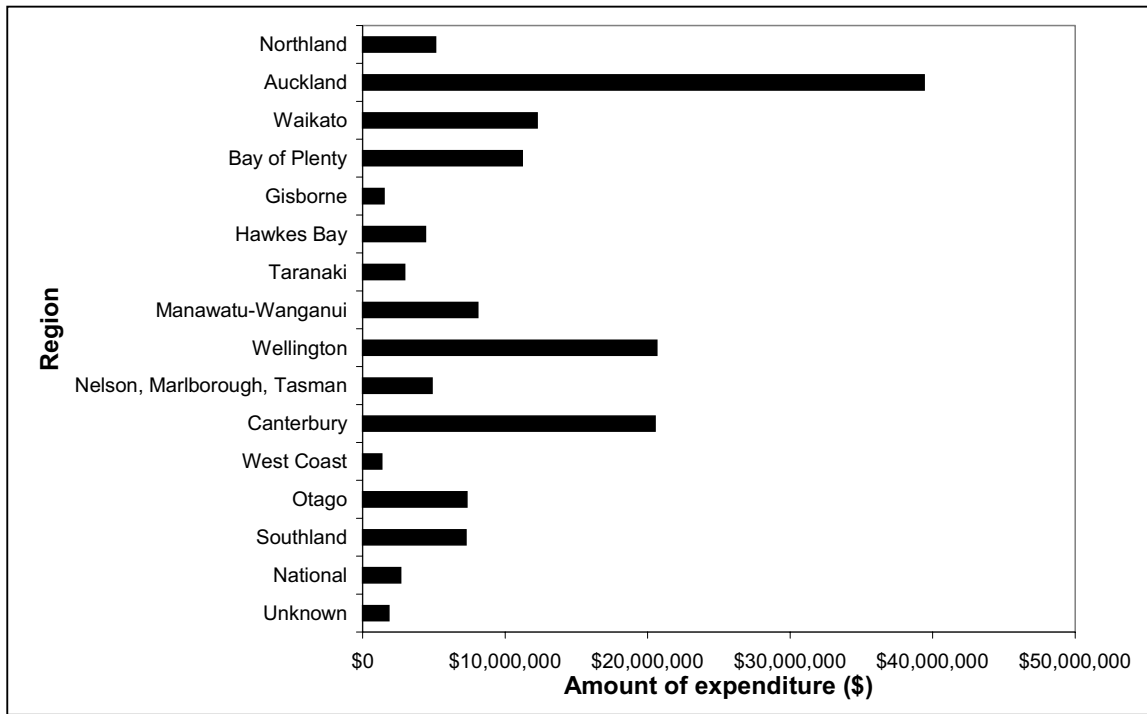 Region
Northland
Auckland
Waikato
Bay of Plenty
Gisborne
Hawkes Bay
Taranaki
Manawatu-Wanganui
Wellington
Nelson, Marlborough, Tasman
Canterbury
West Coast
Otago
Southland
National
Unknown
$0 $10,000,000 $20,000,000 $30,000,000 $40,000,000 $50,000,000
Amount of expenditure ($)